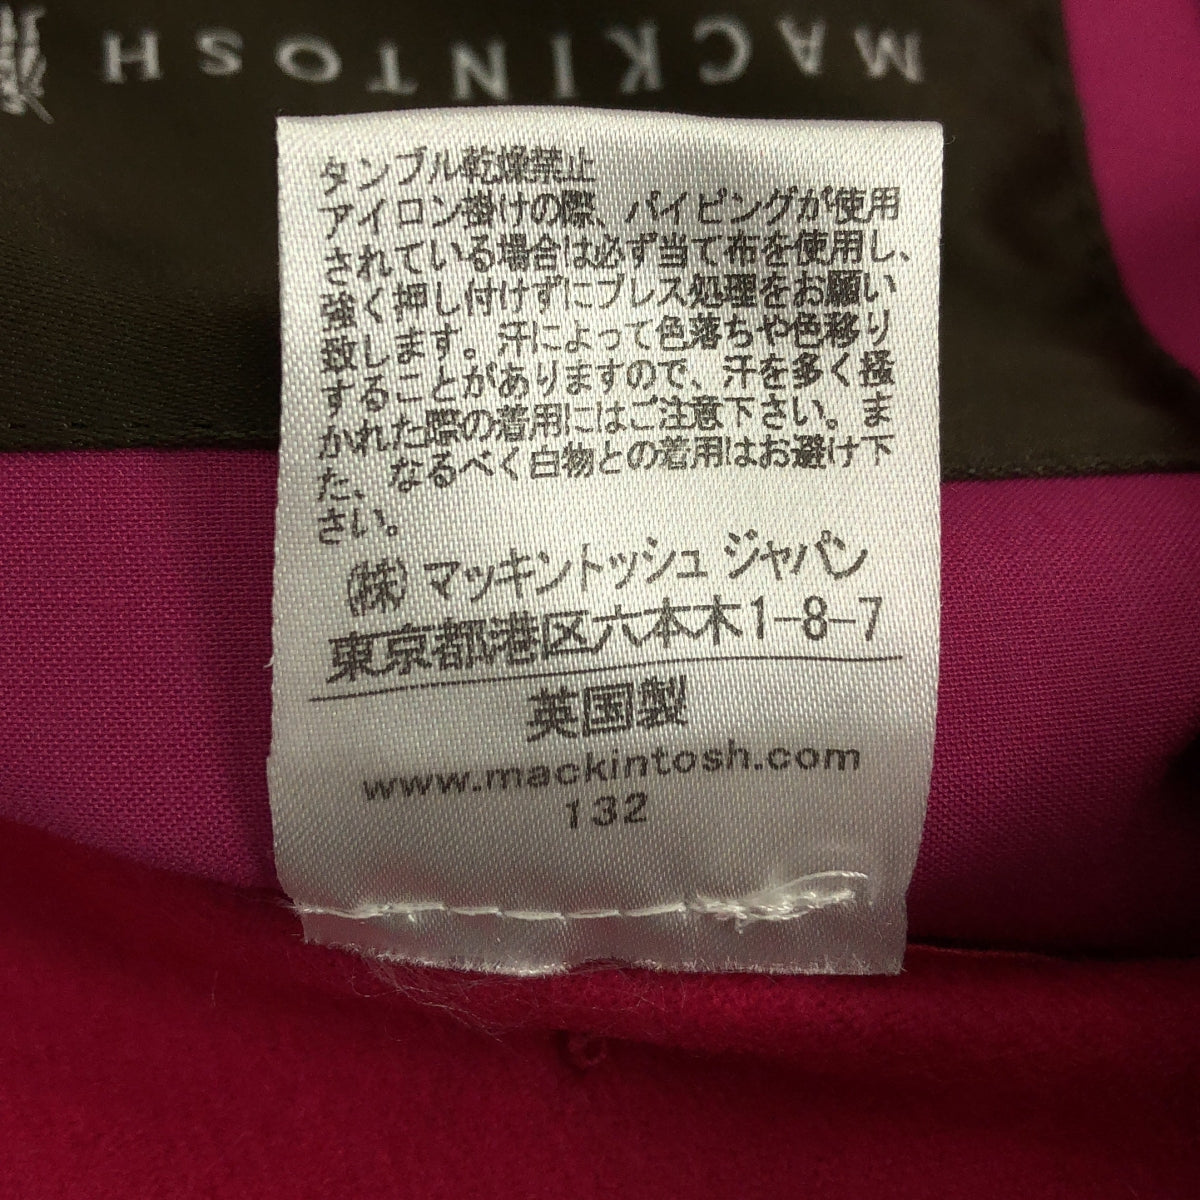 MACKINTOSH
タンブル乾燥禁止
アイロン掛けの際、パイピングが使用
されている場合は必ず当て布を使用し、
強く押し付けずにプレス処理をお願い
致します。汗によって色落ちや色移り
することがありますので、汗を多く掻
かれた際の着用にはご注意下さい。ま
た、なるべく白物との着用はお避け下
さい。
(株)マッキントッシュ ジャパン
東京都港区六本木1-8-7
英国製
www.mackintosh.com
132